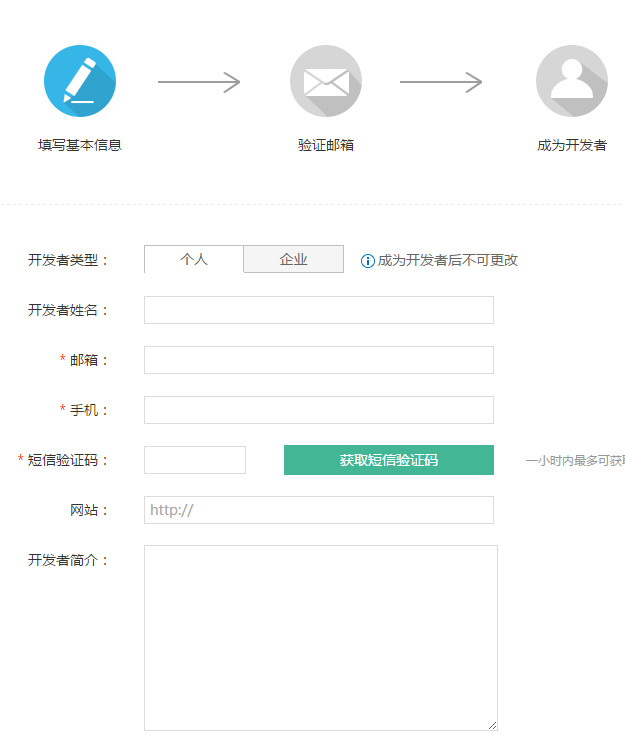 填写基本信息 验证邮箱 成为开发者
开发者类型： 个人 企业 成为开发者后不可更改
开发者姓名：
* 邮箱：
* 手机：
* 短信验证码： 获取短信验证码 一小时内最多可获
网站： http://
开发者简介：